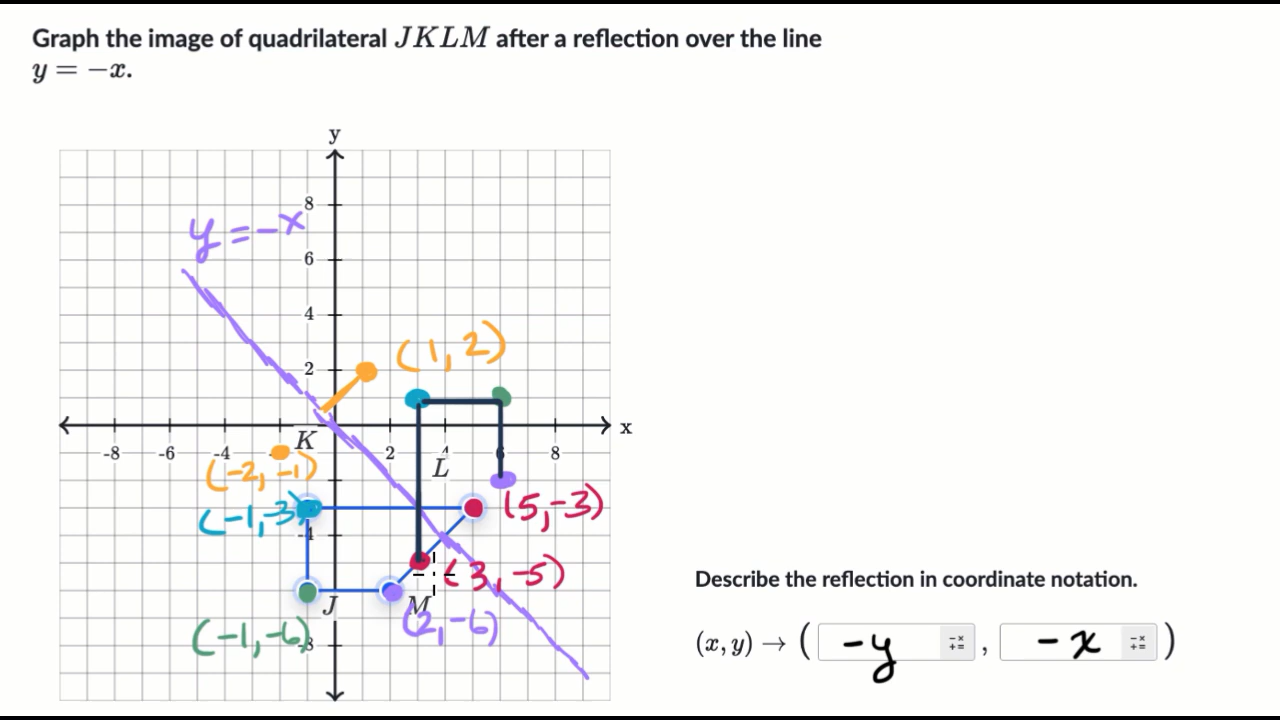 Graph the image of quadrilateral JKLM after a reflection over the line
y = −x.
y
8
y = -x
6
4
(1, 2)
2
x
K
-8 -6 -4 2 4 6 8
L
(-2, -1)
(5, -3)
(-1, -3)
-4
(3, -5)
Describe the reflection in coordinate notation.
J M
(2, -6)
(-1, -6)
-8
(x, y) → ( -y , -x )